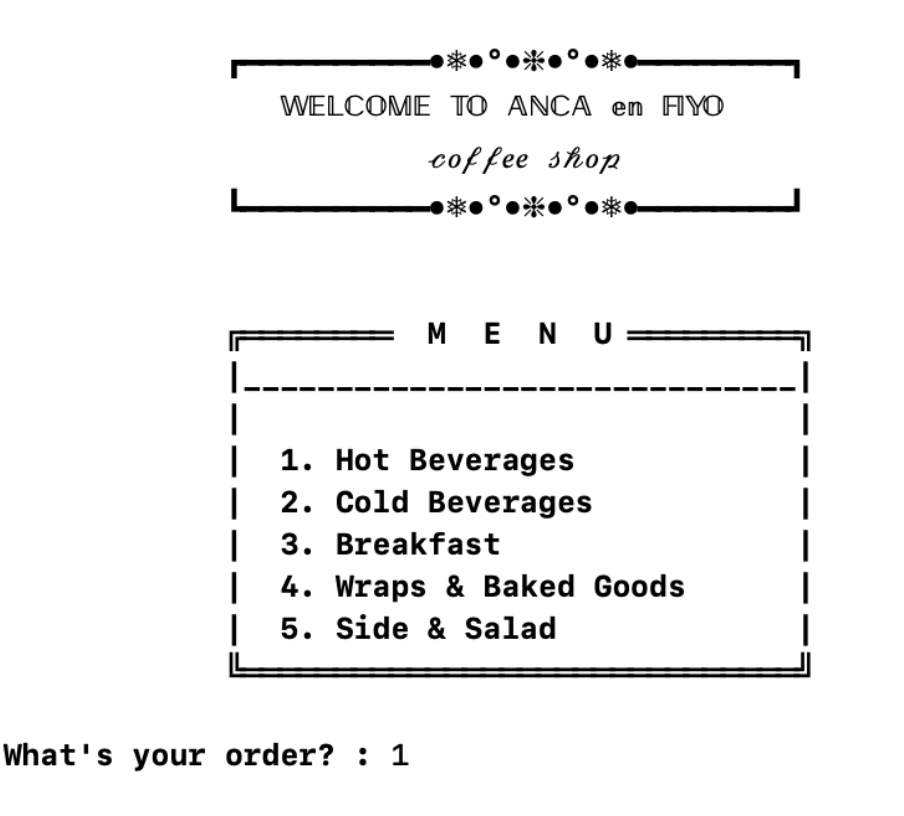 ┏━━━━━━━━━●❄●°●❉●°●❄●━━━━━━━┓
𝕎𝔼𝕃ℂ𝕆𝕄𝔼 𝕋𝕆 𝔸ℕℂ𝔸 𝕖𝕟 𝔽𝕀𝕐𝕆
𝒸𝑜𝒻𝒻𝑒𝑒 𝓈𝒽𝑜𝓅
┗━━━━━━━━━●❄●°●❉●°●❄●━━━━━━━┛
╔════════ M E N U ═════════╗
|------------------------------|
1. Hot Beverages
2. Cold Beverages
3. Breakfast
4. Wraps & Baked Goods
5. Side & Salad
What's your order? : 1